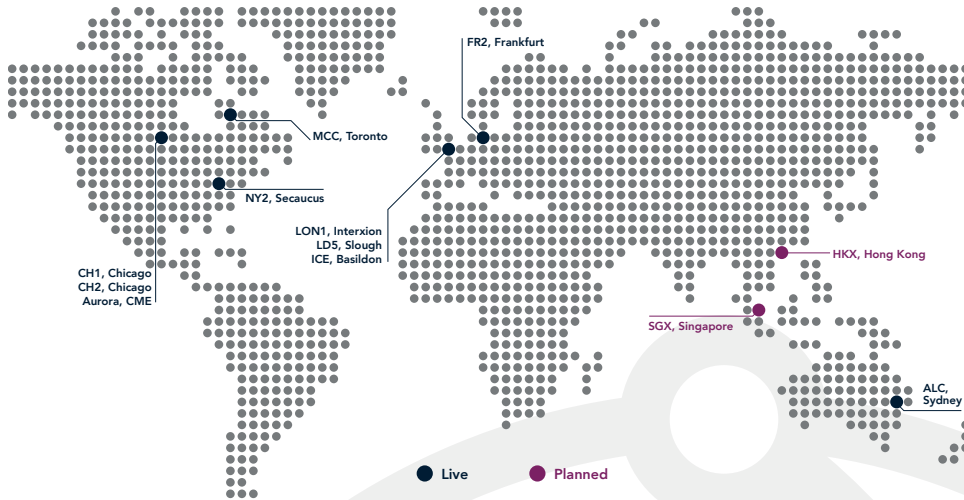 FR2, Frankfurt
MCC, Toronto
NY2, Secaucus
LON1, Interxion
LD5, Slough
ICE, Basildon
HKX, Hong Kong
CH1, Chicago
CH2, Chicago
Aurora, CME
SGX, Singapore
ALC,
Sydney
Live
Planned